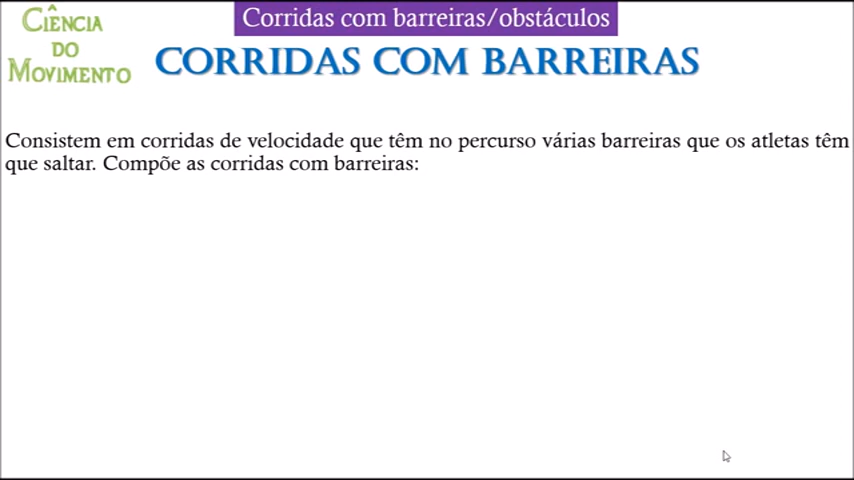 Corridas com barreiras/obstáculos
CIÊNCIA
DO
MOVIMENTO
CORRIDAS COM BARREIRAS
Consistem em corridas de velocidade que têm no percurso várias barreiras que os atletas têm
que saltar. Compõe as corridas com barreiras: